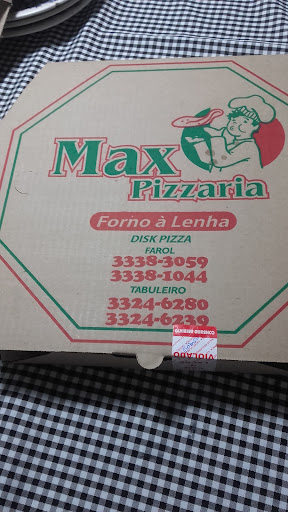 Max
Pizzaria
Forno à Lenha
DISK PIZZA
FAROL
3338-3059
3338-1044
TABULEIRO
3324-6280
3324-6239
VIOLADO